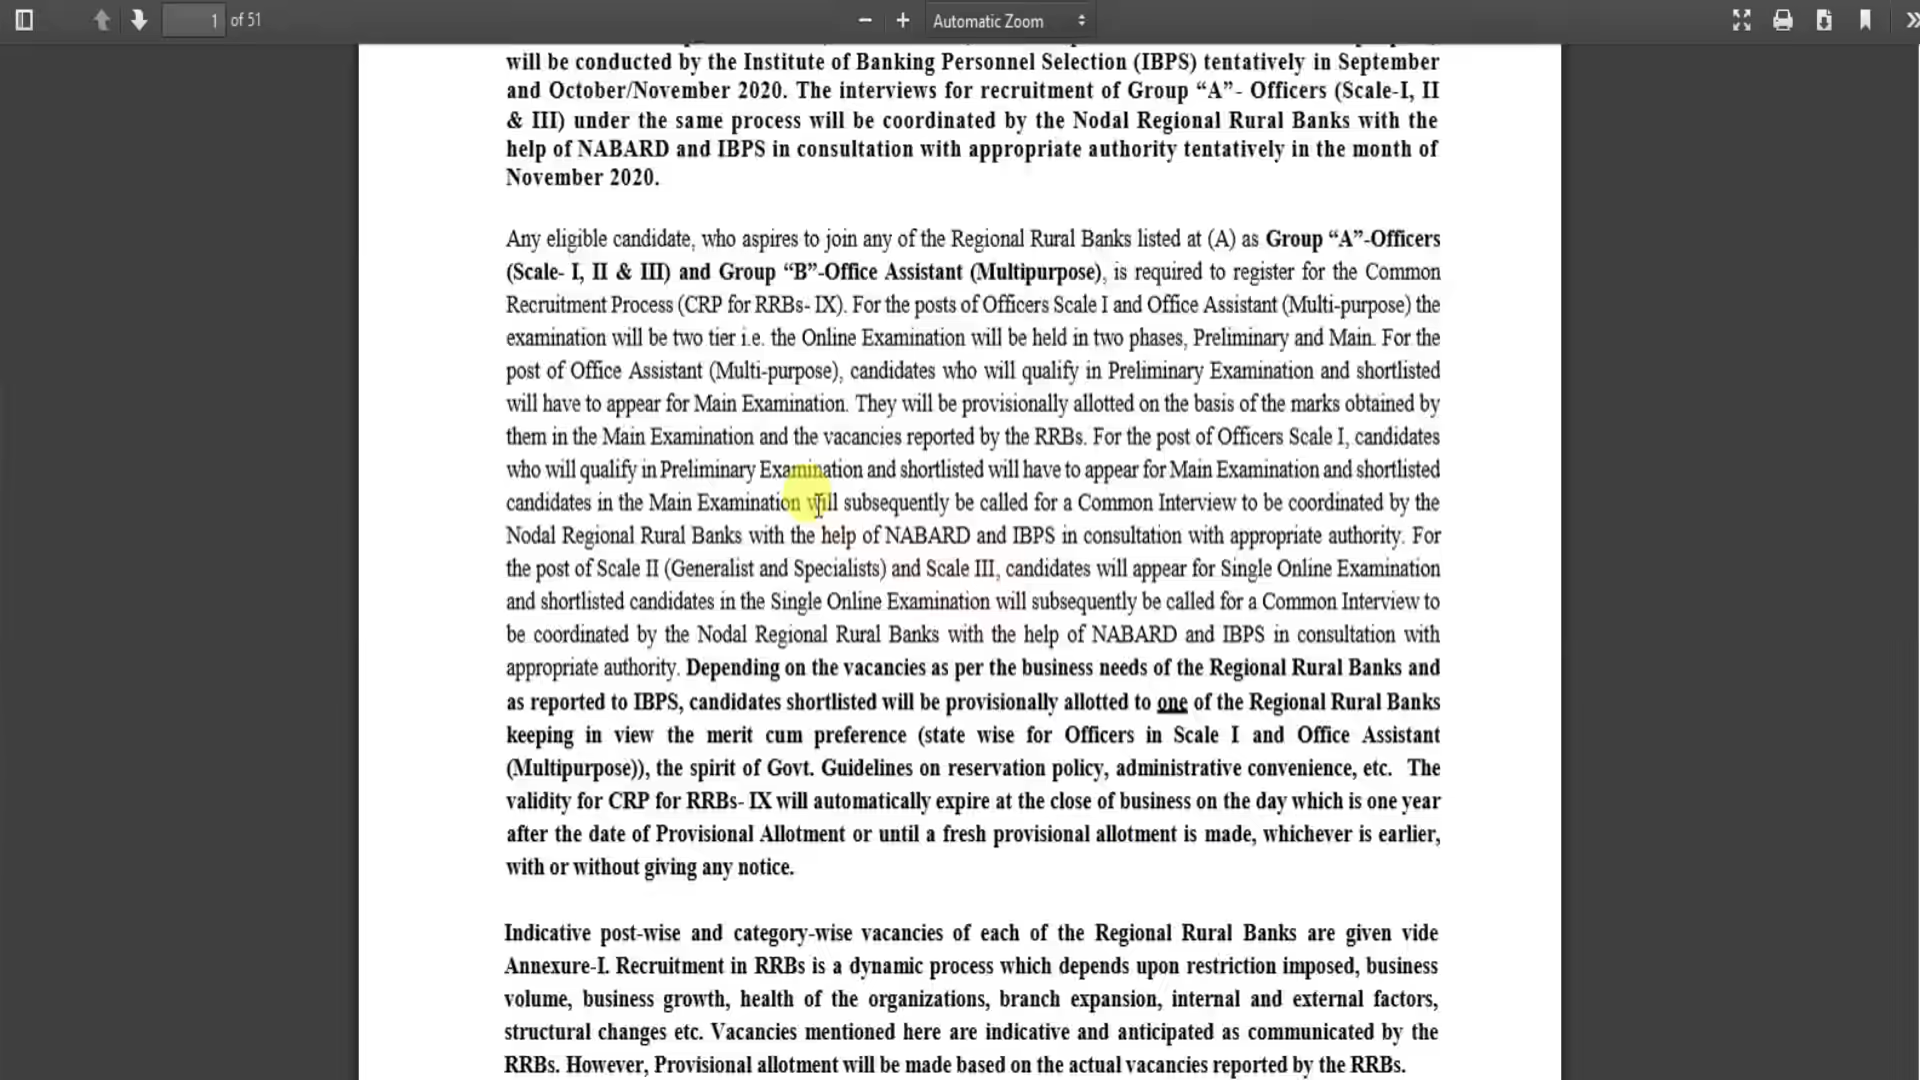 1 of 51
Automatic Zoom
will be conducted by the Institute of Banking Personnel Selection (IBPS) tentatively in September
and October/November 2020. The interviews for recruitment of Group “A”- Officers (Scale-I, II
& III) under the same process will be coordinated by the Nodal Regional Rural Banks with the
help of NABARD and IBPS in consultation with appropriate authority tentatively in the month of
November 2020.
Any eligible candidate, who aspires to join any of the Regional Rural Banks listed at (A) as Group “A”-Officers
(Scale- I, II & III) and Group “B”-Office Assistant (Multipurpose), is required to register for the Common
Recruitment Process (CRP for RRBs- IX). For the posts of Officers Scale I and Office Assistant (Multi-purpose) the
examination will be two tier i.e. the Online Examination will be held in two phases, Preliminary and Main. For the
post of Office Assistant (Multi-purpose), candidates who will qualify in Preliminary Examination and shortlisted
will have to appear for Main Examination. They will be provisionally allotted on the basis of the marks obtained by
them in the Main Examination and the vacancies reported by the RRBs. For the post of Officers Scale I, candidates
who will qualify in Preliminary Examination and shortlisted will have to appear for Main Examination and shortlisted
candidates in the Main Examination will subsequently be called for a Common Interview to be coordinated by the
Nodal Regional Rural Banks with the help of NABARD and IBPS in consultation with appropriate authority. For
the post of Scale II (Generalist and Specialists) and Scale III, candidates will appear for Single Online Examination
and shortlisted candidates in the Single Online Examination will subsequently be called for a Common Interview to
be coordinated by the Nodal Regional Rural Banks with the help of NABARD and IBPS in consultation with
appropriate authority. Depending on the vacancies as per the business needs of the Regional Rural Banks and
as reported to IBPS, candidates shortlisted will be provisionally allotted to one of the Regional Rural Banks
keeping in view the merit cum preference (state wise for Officers in Scale I and Office Assistant
(Multipurpose)), the spirit of Govt. Guidelines on reservation policy, administrative convenience, etc. The
validity for CRP for RRBs- IX will automatically expire at the close of business on the day which is one year
after the date of Provisional Allotment or until a fresh provisional allotment is made, whichever is earlier,
with or without giving any notice.
Indicative post-wise and category-wise vacancies of each of the Regional Rural Banks are given vide
Annexure-I. Recruitment in RRBs is a dynamic process which depends upon restriction imposed, business
volume, business growth, health of the organizations, branch expansion, internal and external factors,
structural changes etc. Vacancies mentioned here are indicative and anticipated as communicated by the
RRBs. However, Provisional allotment will be made based on the actual vacancies reported by the RRBs.